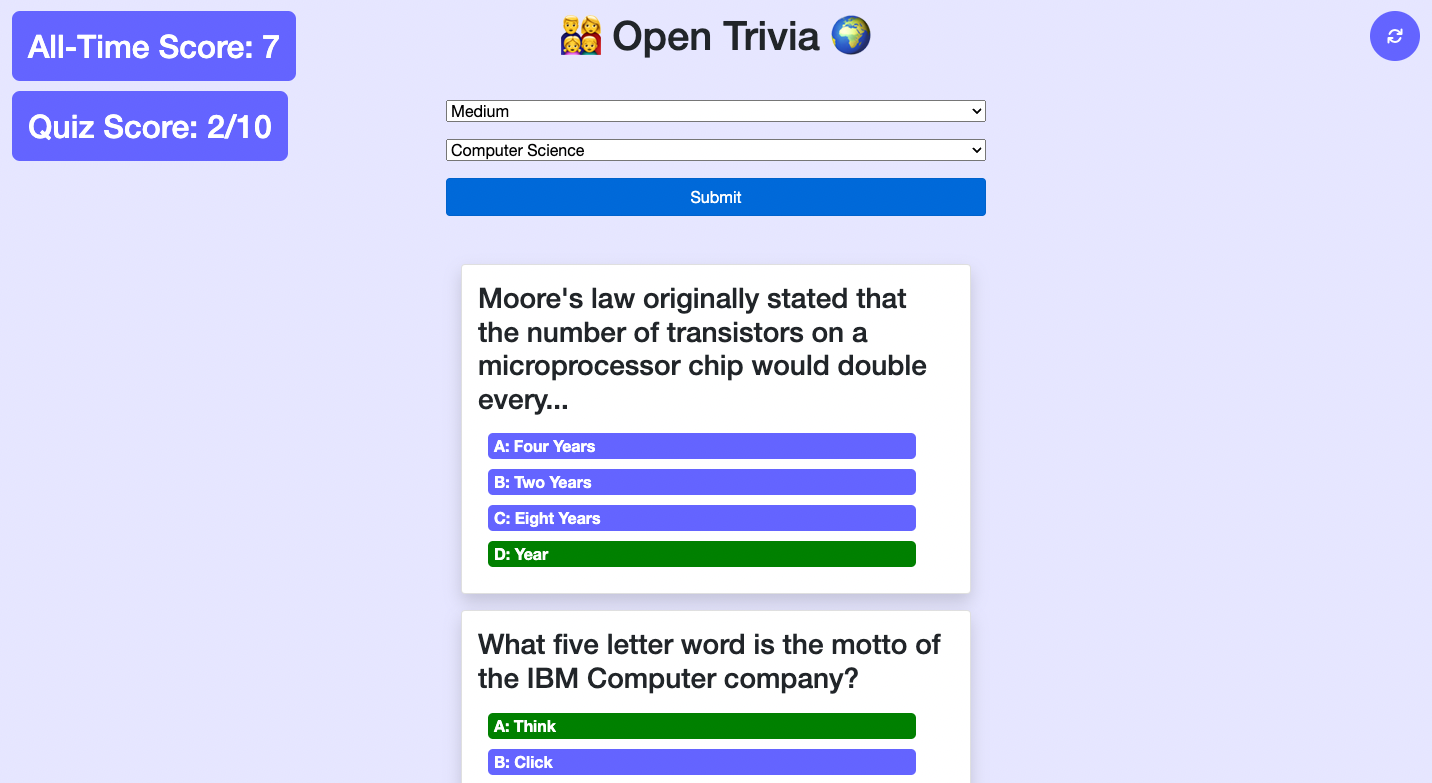 All-Time Score: 7
Quiz Score: 2/10
Open Trivia
Medium
Computer Science
Submit
Moore's law originally stated that
the number of transistors on a
microprocessor chip would double
every...
A: Four Years
B: Two Years
C: Eight Years
D: Year
What five letter word is the motto of
the IBM Computer company?
A: Think
B: Click